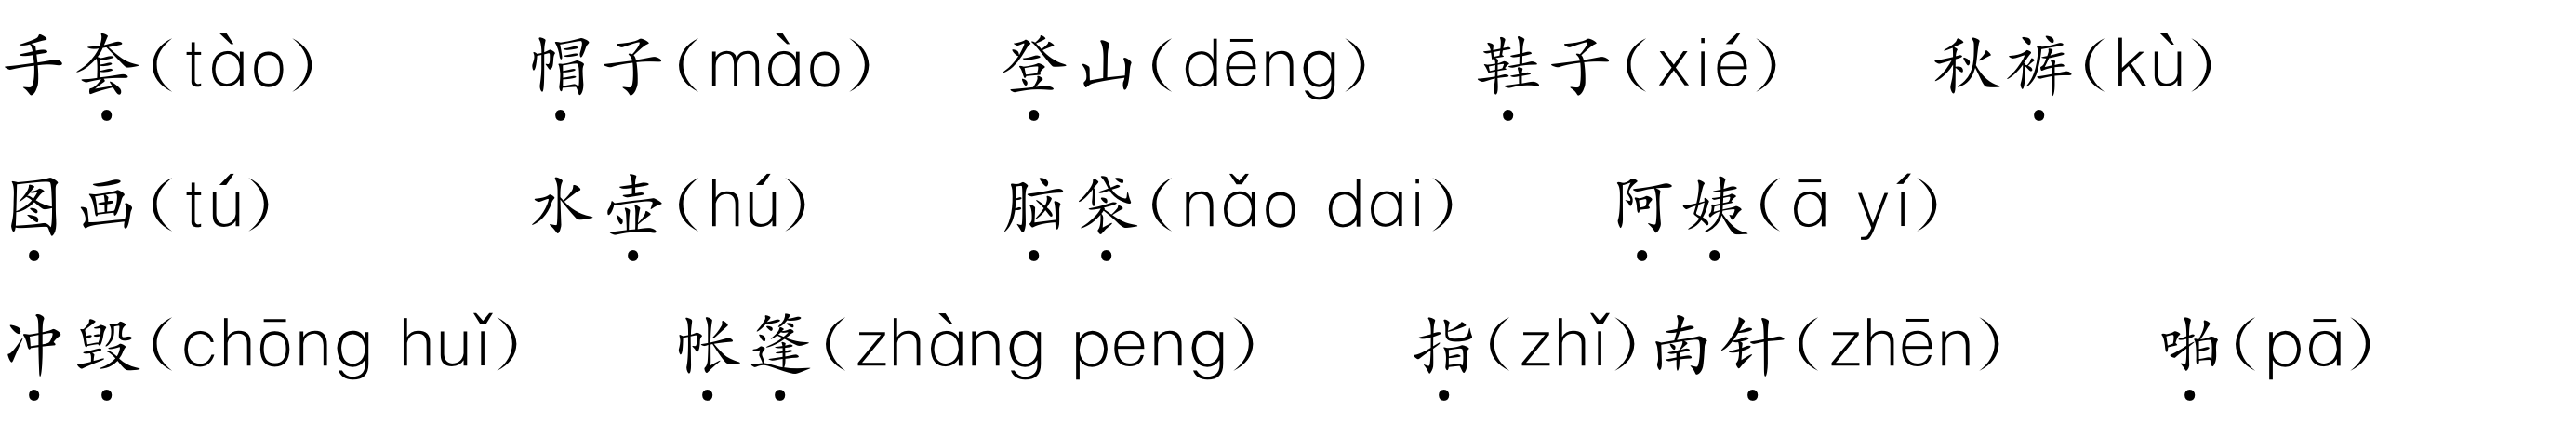 手套(tào) 帽子(mào) 登山(dēng) 鞋子(xié) 秋裤(kù)
图画(tú) 水壶(hú) 脑袋(nǎo dai) 阿姨(ā yí)
冲毁(chōng huǐ) 帐篷(zhàng peng) 指(zhǐ)南针(zhēn) 啪(pā)